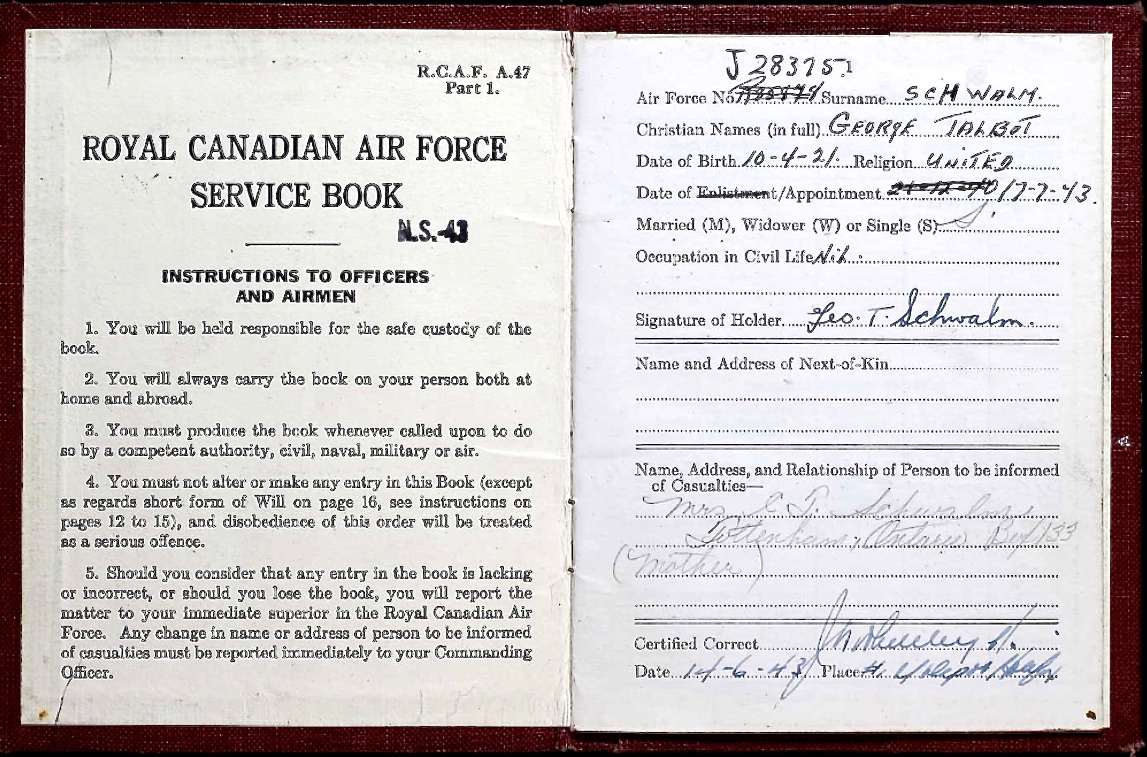 R.C.A.F. A.47
Part 1.
ROYAL CANADIAN AIR FORCE
SERVICE BOOK
N.S.-43
INSTRUCTIONS TO OFFICERS
AND AIRMEN
1. You will be held responsible for the safe custody of the
book.
2. You will always carry the book on your person both at
home and abroad.
3. You must produce the book whenever called upon to do
so by a competent authority, civil, naval, military or air.
4. You must not alter or make any entry in this Book (except
as regards short form of Will on page 16, see instructions on
pages 12 to 15), and disobedience of this order will be treated
as a serious offence.
5. Should you consider that any entry in the book is lacking
or incorrect, or should you lose the book, you will report the
matter to your immediate superior in the Royal Canadian Air
Force. Any change in name or address of person to be informed
of casualties must be reported immediately to your Commanding
Officer.
J 28375 1
Air Force No. Surname SCHWALM.
Christian Names (in full) GEORGE TALBOT
Date of Birth 10-4-21. Religion UNITED
Date of Enlistment/Appointment 17-7-43.
Married (M), Widower (W) or Single (S) S.
Occupation in Civil Life Nil.
Signature of Holder Geo. T. Schwalm.
Name and Address of Next-of-Kin
Name, Address, and Relationship of Person to be informed
of Casualties—
Mrs. Schwalm,
Tottenham, Ontario Box 133
(Mother)
Certified Correct
Date 14-6-43 Place